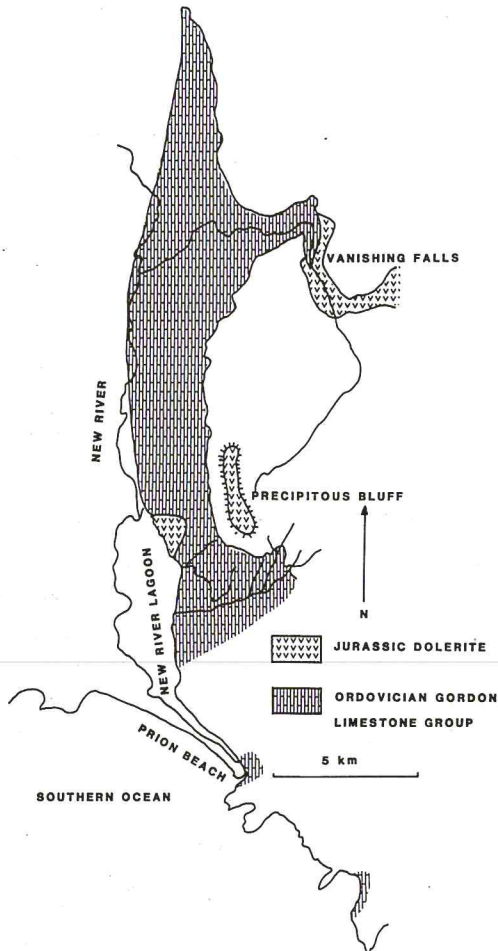 VANISHING FALLS
NEW RIVER
PRECIPITOUS BLUFF
N
NEW RIVER LAGOON
JURASSIC DOLERITE
ORDOVICIAN GORDON
LIMESTONE GROUP
PRION BEACH
5 km
SOUTHERN OCEAN